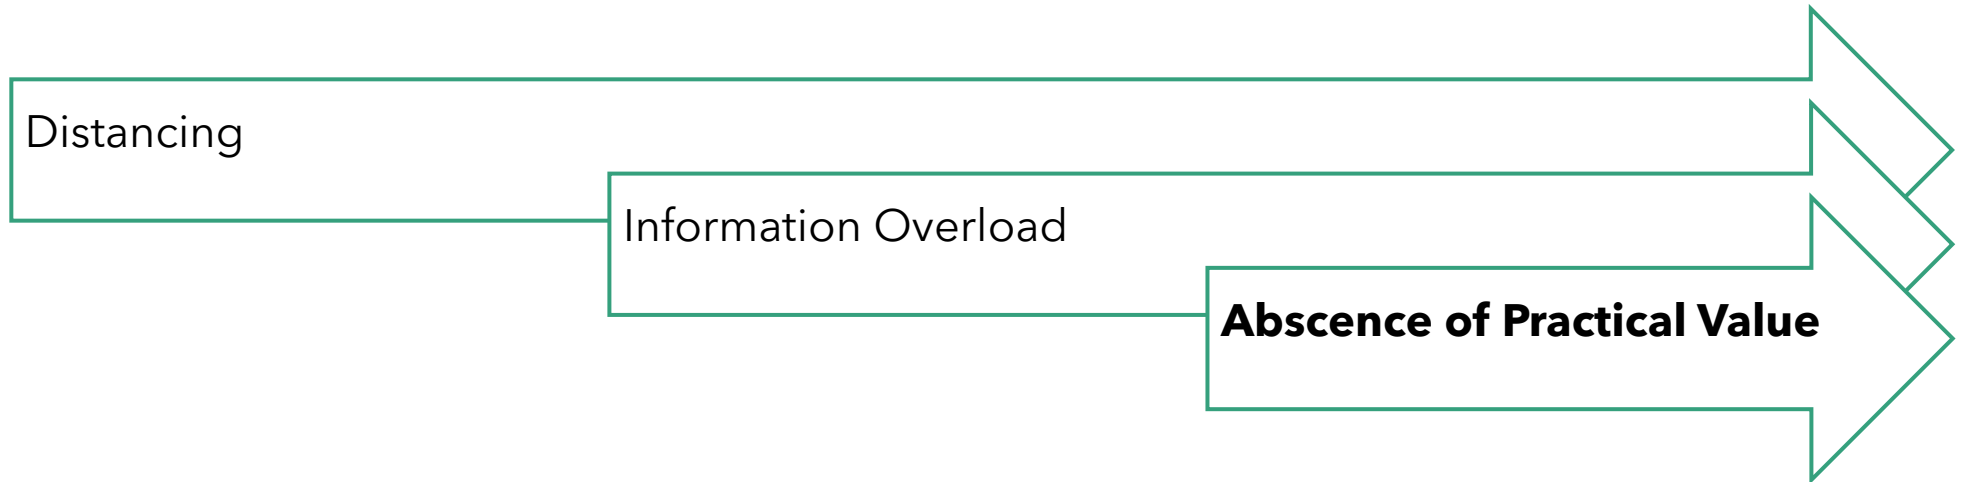 Distancing
Information Overload
Abscence of Practical Value